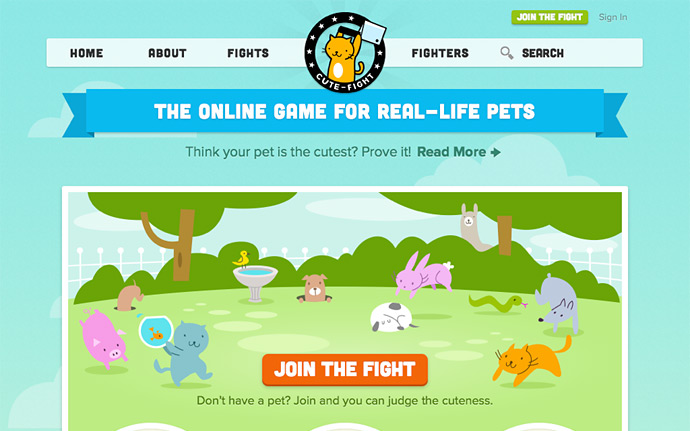 JOIN THE FIGHT Sign In
HOME ABOUT FIGHTS FIGHTERS SEARCH
CUTE-FIGHT
THE ONLINE GAME FOR REAL-LIFE PETS
Think your pet is the cutest? Prove it! Read More
JOIN THE FIGHT
Don't have a pet? Join and you can judge the cuteness.